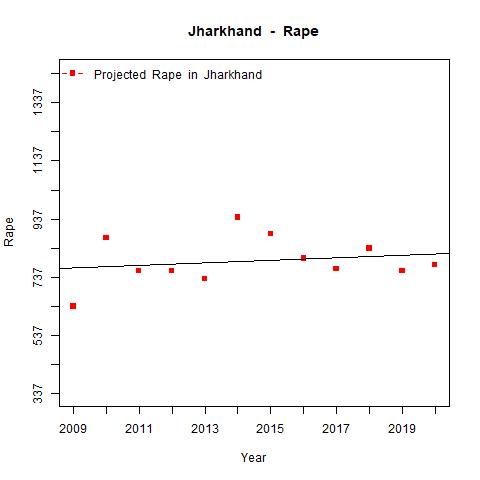 Jharkhand - Rape
Projected Rape in Jharkhand
1337
1137
937
737
537
337
Rape
2009 2011 2013 2015 2017 2019
Year